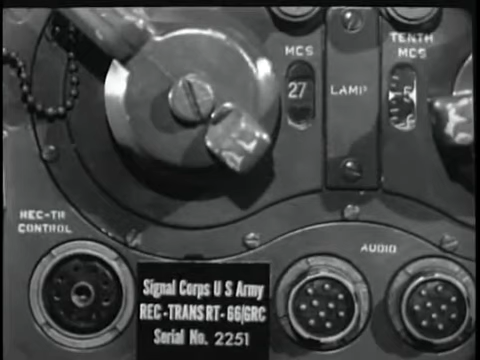 MCS
TENTH
MCS
27
LAMP
5
REC-TR
CONTROL
AUDIO
Signal Corps U S Army
REC-TRANS RT-66/GRC
Serial No. 2251